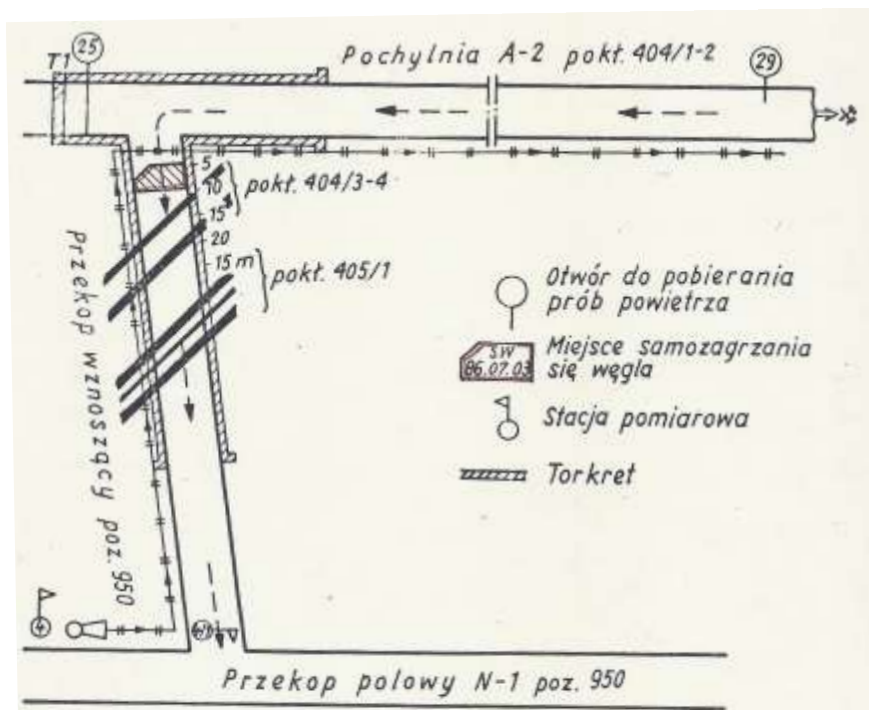 T1
25
Pochylnia A-2 pokł. 404/1-2
29
5
10
15
20
15 m
pokł. 404/3-4
pokł. 405/1
Przekop wznoszący poz. 950
Otwór do pobierania
prób powietrza
S.W
86.07.03
Miejsce samozagrzania
się węgla
Stacja pomiarowa
Torkret
4
Przekop polowy N-1 poz. 950